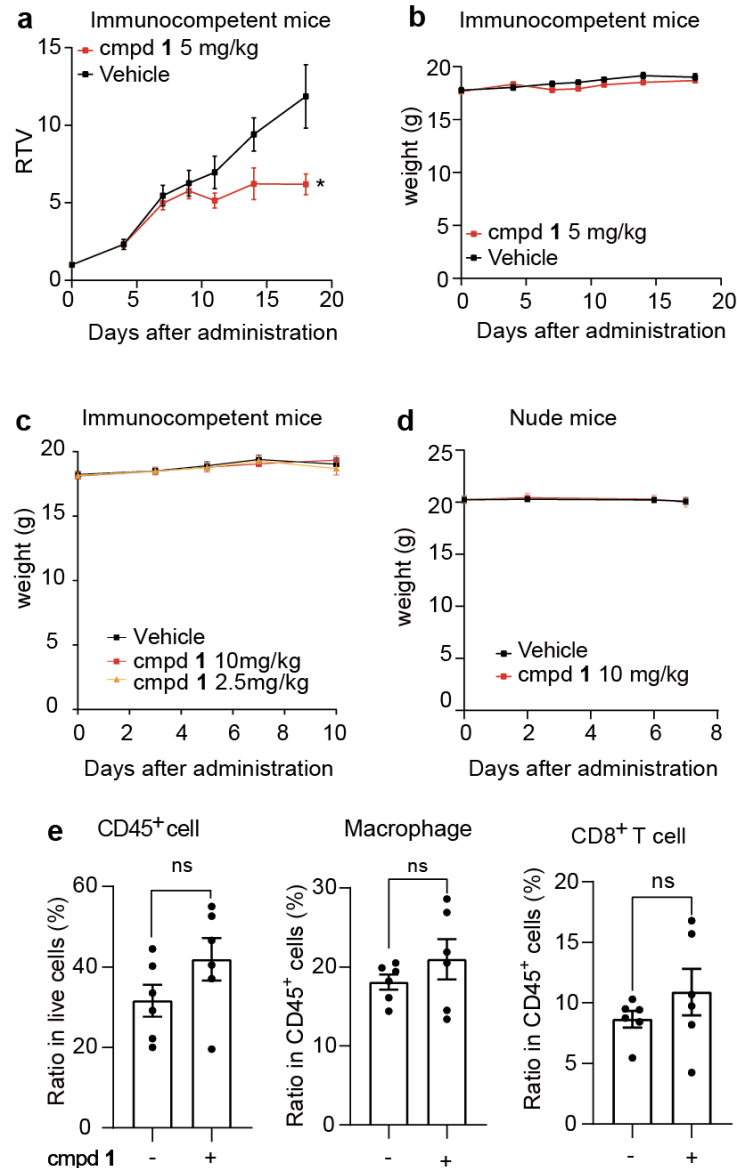 a Immunocompetent mice
cmpd 1 5 mg/kg
Vehicle
RTV
15
10
5
0
0 5 10 15 20
Days after administration
*
b Immunocompetent mice
weight (g)
20
15
10
5
0
cmpd 1 5 mg/kg
Vehicle
0 5 10 15 20
Days after administration
c Immunocompetent mice
weight (g)
20
15
10
5
0
Vehicle
cmpd 1 10mg/kg
cmpd 1 2.5mg/kg
0 2 4 6 8 10
Days after administration
d Nude mice
weight (g)
25
20
15
10
5
0
Vehicle
cmpd 1 10 mg/kg
0 2 4 6 8
Days after administration
e CD45⁺ cell
ns
Ratio in live cells (%)
60
40
20
0
cmpd 1 - +
Macrophage
ns
Ratio in CD45⁺ cells (%)
30
20
10
0
- +
CD8⁺ T cell
ns
Ratio in CD45⁺ cells (%)
20
15
10
5
0
- +